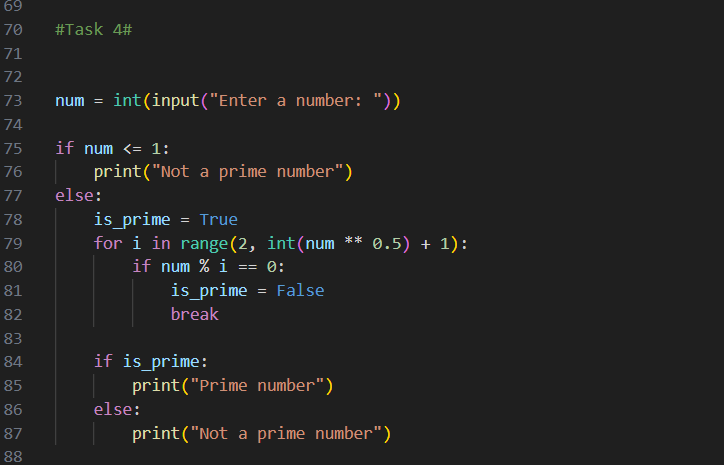 69
70 #Task 4#
71
72
73 num = int(input("Enter a number: "))
74
75 if num <= 1:
76     print("Not a prime number")
77 else:
78     is_prime = True
79     for i in range(2, int(num ** 0.5) + 1):
80         if num % i == 0:
81             is_prime = False
82             break
83
84     if is_prime:
85         print("Prime number")
86     else:
87         print("Not a prime number")
88